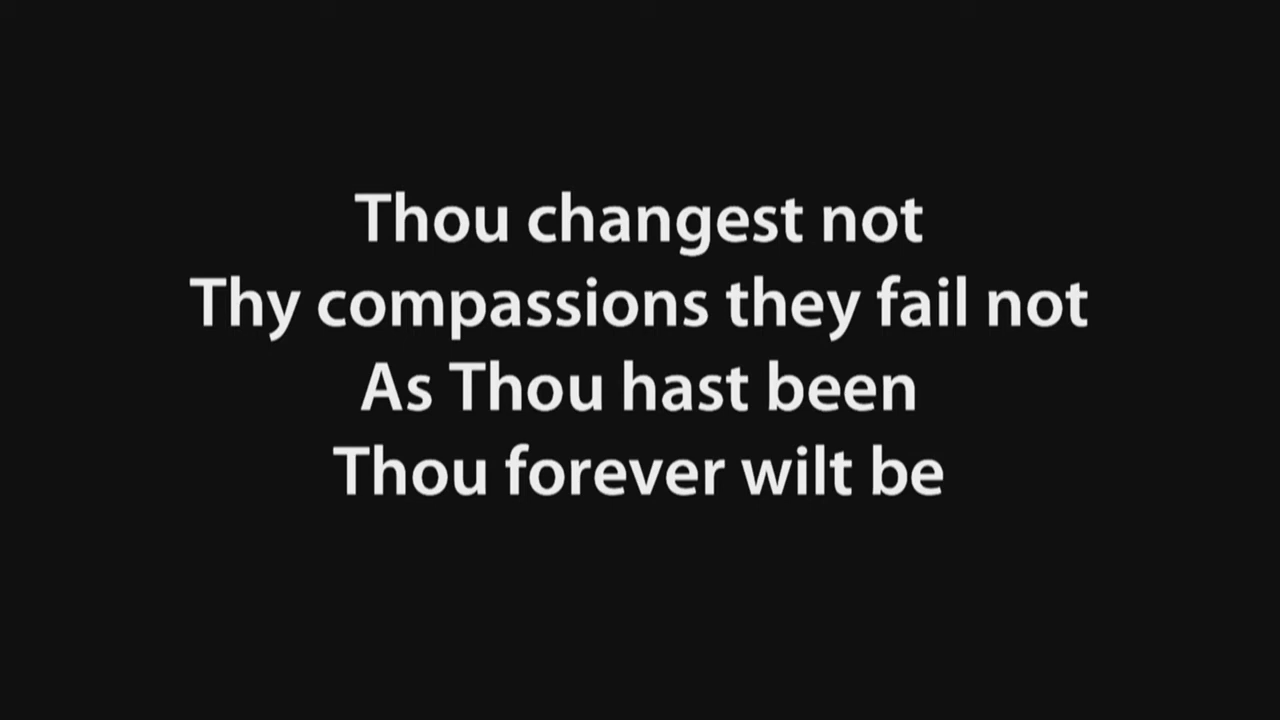 Thou changest not
Thy compassions they fail not
As Thou hast been
Thou forever wilt be